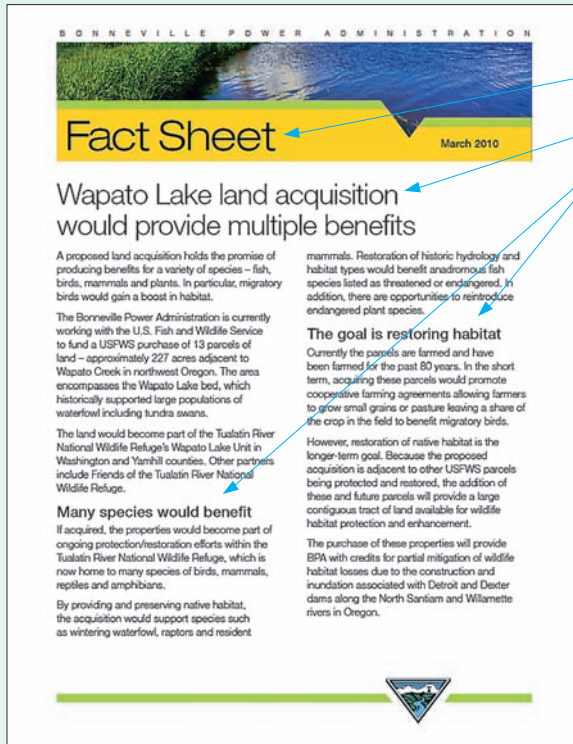 BONNEVILLE POWER ADMINISTRATION
Fact Sheet
March 2010
Wapato Lake land acquisition
would provide multiple benefits
A proposed land acquisition holds the promise of
producing benefits for a variety of species – fish,
birds, mammals and plants. In particular, migratory
birds would gain a boost in habitat.
The Bonneville Power Administration is currently
working with the U.S. Fish and Wildlife Service
to fund a USFWS purchase of 13 parcels of
land – approximately 227 acres adjacent to
Wapato Creek in northwest Oregon. The area
encompasses the Wapato Lake bed, which
historically supported large populations of
waterfowl including tundra swans.
The land would become part of the Tualatin River
National Wildlife Refuge's Wapato Lake Unit in
Washington and Yamhill counties. Other partners
include Friends of the Tualatin River National
Wildlife Refuge.
Many species would benefit
If acquired, the properties would become part of
ongoing protection/restoration efforts within the
Tualatin River National Wildlife Refuge, which is
now home to many species of birds, mammals,
reptiles and amphibians.
By providing and preserving native habitat,
the acquisition would support species such
as wintering waterfowl, raptors and resident
mammals. Restoration of historic hydrology and
habitat types would benefit anadromous fish
species listed as threatened or endangered. In
addition, there are opportunities to reintroduce
endangered plant species.
The goal is restoring habitat
Currently the parcels are farmed and have
been farmed for the past 80 years. In the short
term, acquiring these parcels would promote
cooperative farming agreements allowing farmers
to grow small grains or pasture leaving a share of
the crop in the field to benefit migratory birds.
However, restoration of native habitat is the
longer-term goal. Because the proposed
acquisition is adjacent to other USFWS parcels
being protected and restored, the addition of
these and future parcels will provide a large
contiguous tract of land available for wildlife
habitat protection and enhancement.
The purchase of these properties will provide
BPA with credits for partial mitigation of wildlife
habitat losses due to the construction and
inundation associated with Detroit and Dexter
dams along the North Santiam and Willamette
rivers in Oregon.